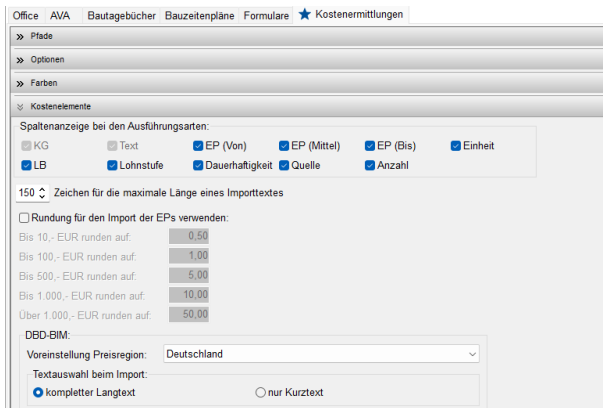 Office AVA Bautagebücher Bauzeitenpläne Formulare Kostenermittlungen
Pfade
Optionen
Farben
Kostenelemente
Spaltenanzeige bei den Ausführungsarten:
KG Text EP (Von) EP (Mittel) EP (Bis) Einheit
LB Lohnstufe Dauerhaftigkeit Quelle Anzahl
150 Zeichen für die maximale Länge eines Importtextes
Rundung für den Import der EPs verwenden:
Bis 10,- EUR runden auf: 0,50
Bis 100,- EUR runden auf: 1,00
Bis 500,- EUR runden auf: 5,00
Bis 1.000,- EUR runden auf: 10,00
Über 1.000,- EUR runden auf: 50,00
DBD-BIM:
Voreinstellung Preisregion: Deutschland
Textauswahl beim Import:
kompletter Langtext nur Kurztext